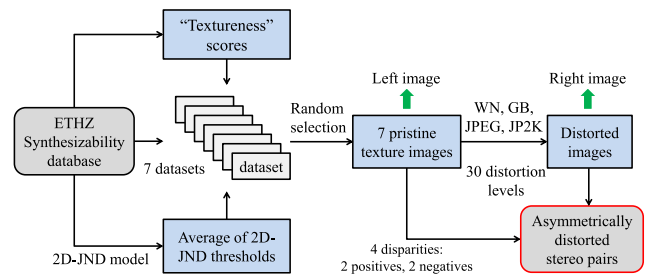 “Textureness”
scores
Left image
Right image
ETHZ
Synthesizability
database
7 datasets
dataset
Random
selection
7 pristine
texture images
WN, GB,
JPEG, JP2K
Distorted
images
30 distortion
levels
2D-JND model
Average of 2D-
JND thresholds
4 disparities:
2 positives, 2 negatives
Asymmetrically
distorted
stereo pairs